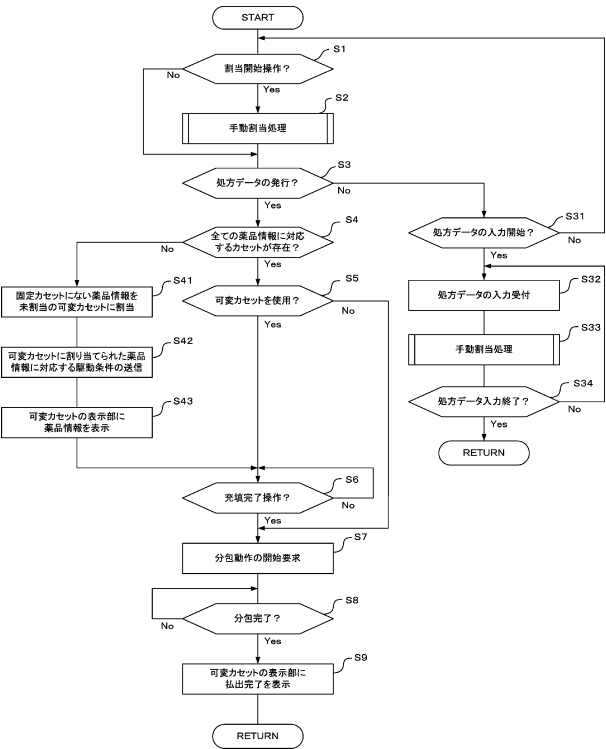 START
S1
割当開始操作？
No
Yes
S2
手動割当処理
S3
処方データの発行？
No
Yes
S4
全ての薬品情報に対応
するカセットが存在？
No
Yes
S41
固定カセットにない薬品情報を
未割当の可変カセットに割当
S42
可変カセットに割り当てられた薬品
情報に対応する駆動条件の送信
S43
可変カセットの表示部に
薬品情報を表示
S5
可変カセットを使用？
No
Yes
S6
充填完了操作？
No
Yes
S7
分包動作の開始要求
S8
分包完了？
No
Yes
S9
可変カセットの表示部に
払出完了を表示
RETURN
S31
処方データの入力開始？
No
Yes
S32
処方データの入力受付
S33
手動割当処理
S34
処方データ入力終了？
No
Yes
RETURN